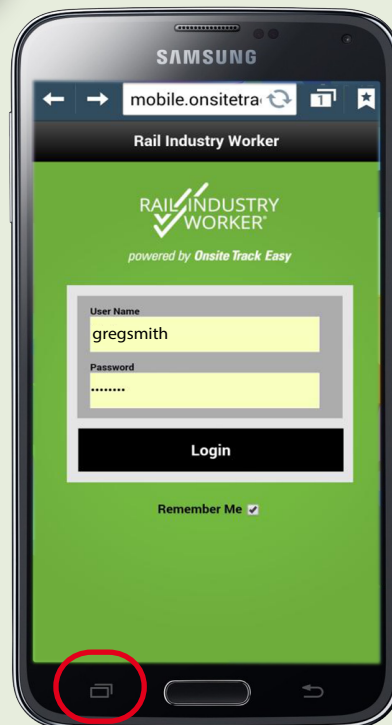 SAMSUNG
mobile.onsitetra
1
Rail Industry Worker
RAIL INDUSTRY
WORKER
powered by Onsite Track Easy
User Name
gregsmith
Password
........
Login
Remember Me